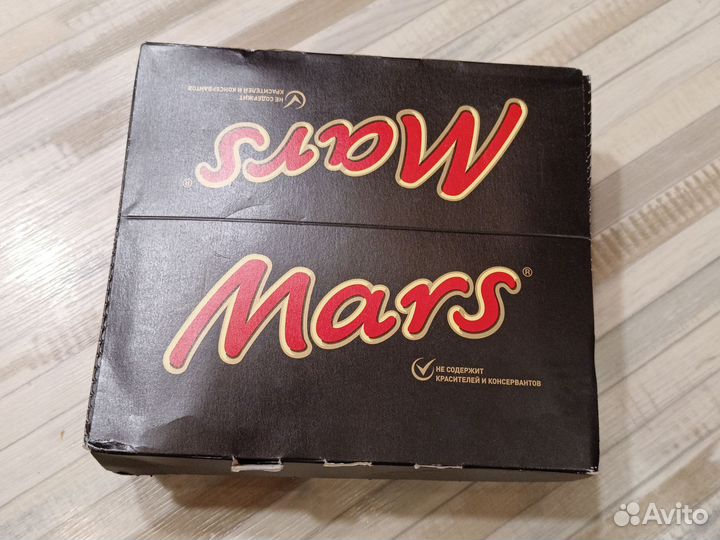 НЕ СОДЕРЖИТ
КРАСИТЕЛЕЙ И КОНСЕРВАНТОВ
Mars®
Mars®
НЕ СОДЕРЖИТ
КРАСИТЕЛЕЙ И КОНСЕРВАНТОВ
Avito